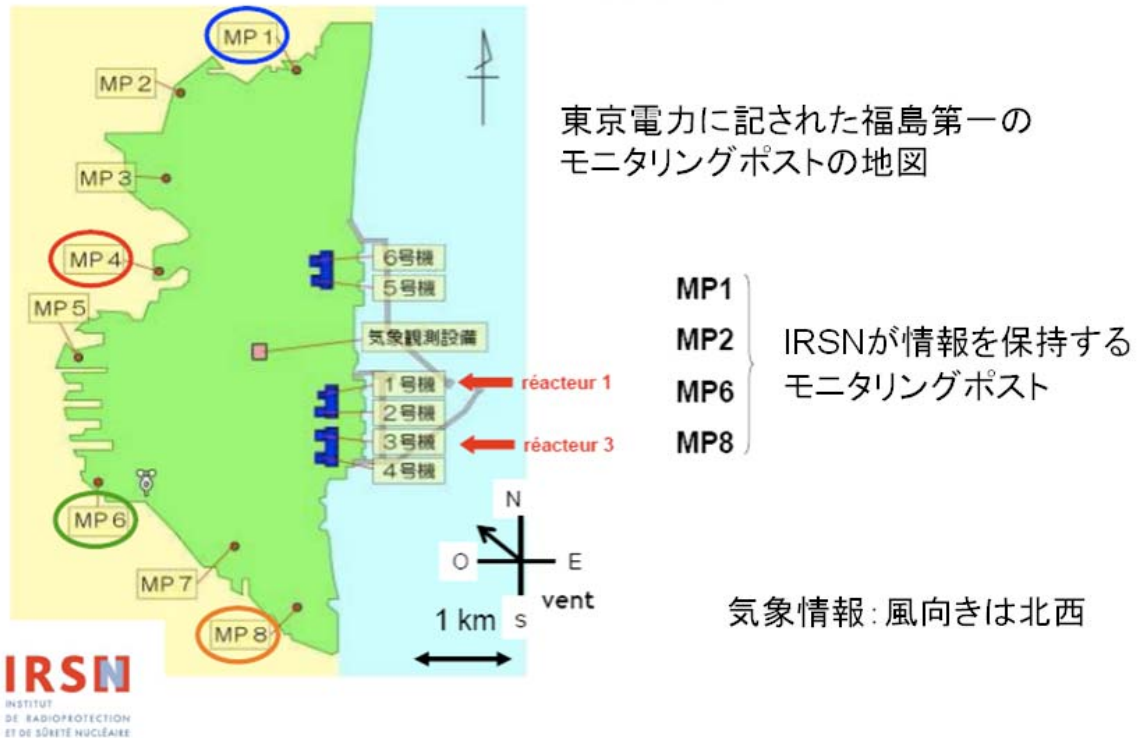 MP 1
MP 2
MP 3
MP 4
MP 5
MP 6
MP 7
MP 8
6号機
5号機
気象観測設備
1号機
2号機
3号機
4号機
réacteur 1
réacteur 3
N
O
E
S
vent
1 km
東京電力に記された福島第一の
モニタリングポストの地図
MP1
MP2
MP6
MP8
IRSNが情報を保持する
モニタリングポスト
気象情報:風向きは北西
IRSN
INSTITUT
DE RADIOPROTECTION
ET DE SÛRETÉ NUCLÉAIRE